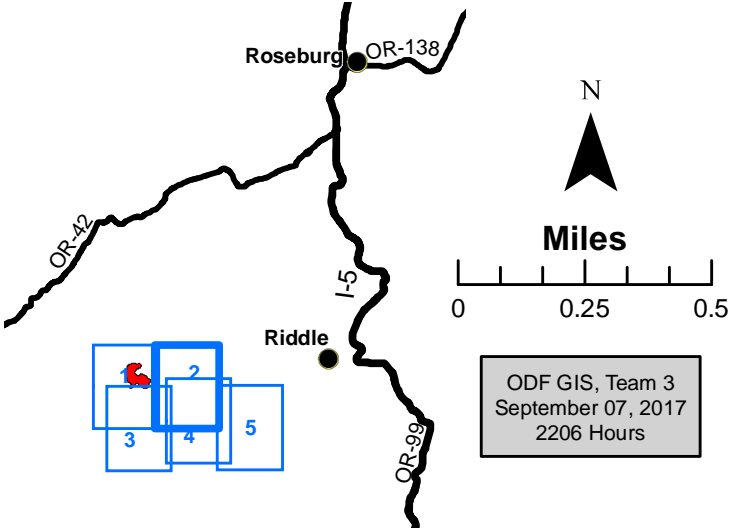 Roseburg
OR-138
N
OR-42
Miles
I-5
0 0.25 0.5
Riddle
1 2
3 4 5
OR-99
ODF GIS, Team 3
September 07, 2017
2206 Hours